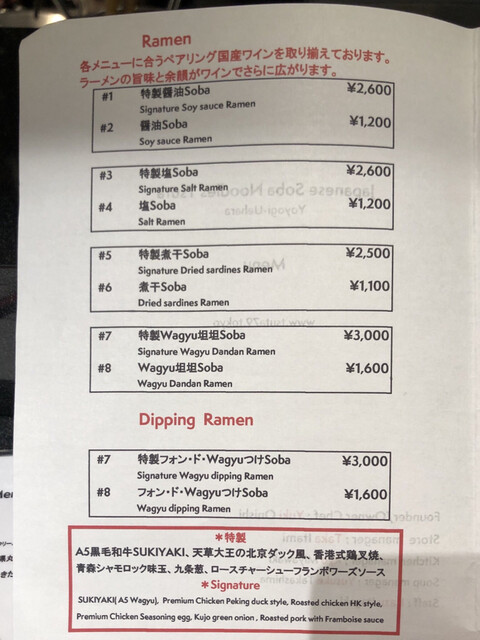 Ramen
各メニューに合うペアリング国産ワインを取り揃えております。
ラーメンの旨味と余韻がワインでさらに広がります。
#1 特製醤油Soba ¥2,600
Signature Soy sauce Ramen
#2 醤油Soba ¥1,200
Soy sauce Ramen
#3 特製塩Soba ¥2,600
Signature Salt Ramen
#4 塩Soba ¥1,200
Salt Ramen
#5 特製煮干Soba ¥2,500
Signature Dried sardines Ramen
#6 煮干Soba ¥1,100
Dried sardines Ramen
#7 特製Wagyu坦坦Soba ¥3,000
Signature Wagyu Dandan Ramen
#8 Wagyu坦坦Soba ¥1,600
Wagyu Dandan Ramen
Dipping Ramen
#7 特製フォン・ド・WagyuつけSoba ¥3,000
Signature Wagyu dipping Ramen
#8 フォン・ド・WagyuつけSoba ¥1,600
Wagyu dipping Ramen
*特製
A5黒毛和牛SUKIYAKI、天草大王の北京ダック風、香港式鶏叉焼、
青森シャモロック味玉、九条葱、ロースチャーシューフランボワーズソース
*Signature
SUKIYAKI( A5 Wagyu), Premium Chicken Peking duck style, Roasted chicken HK style,
Premium Chicken Seasoning egg, Kujo green onion , Roasted pork with Framboise sauce
Japanese Soba Noodles Tsuta
Yoyogi-Uehara
Menu
www.tsuta79.tokyo